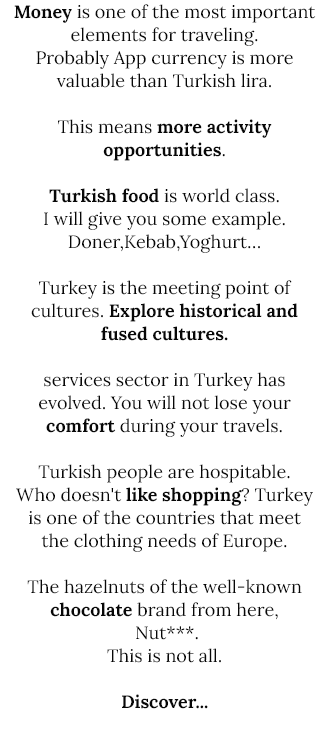 Money is one of the most important
elements for traveling.
Probably App currency is more
valuable than Turkish lira.
This means more activity
opportunities.
Turkish food is world class.
I will give you some example.
Doner,Kebab,Yoghurt...
Turkey is the meeting point of
cultures. Explore historical and
fused cultures.
services sector in Turkey has
evolved. You will not lose your
comfort during your travels.
Turkish people are hospitable.
Who doesn't like shopping? Turkey
is one of the countries that meet
the clothing needs of Europe.
The hazelnuts of the well-known
chocolate brand from here,
Nut***.
This is not all.
Discover...